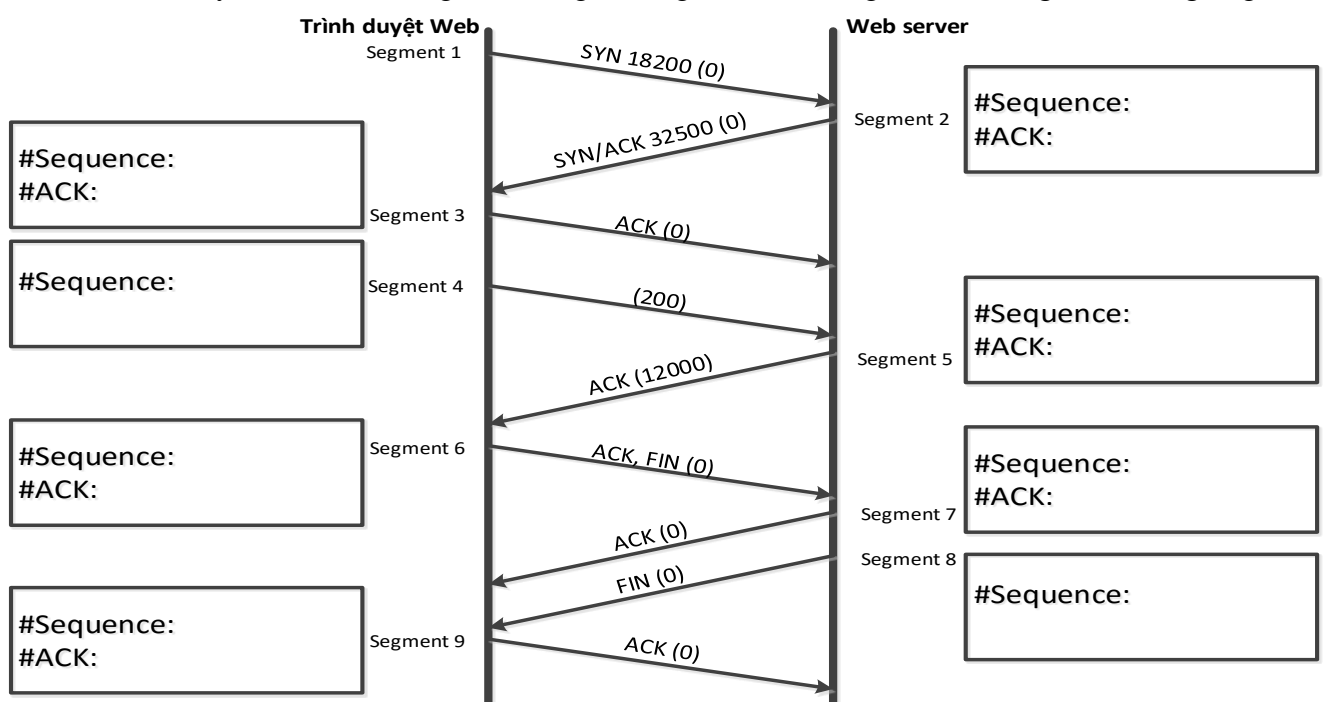 Trình duyệt Web
Web server
Segment 1
SYN 18200 (0)
#Sequence:
#ACK:
Segment 2
SYN/ACK 32500 (0)
#Sequence:
#ACK:
Segment 3
ACK (0)
#Sequence:
Segment 4
(200)
#Sequence:
#ACK:
Segment 5
ACK (12000)
#Sequence:
#ACK:
Segment 6
ACK, FIN (0)
#Sequence:
#ACK:
Segment 7
ACK (0)
Segment 8
FIN (0)
#Sequence:
#Sequence:
#ACK:
Segment 9
ACK (0)